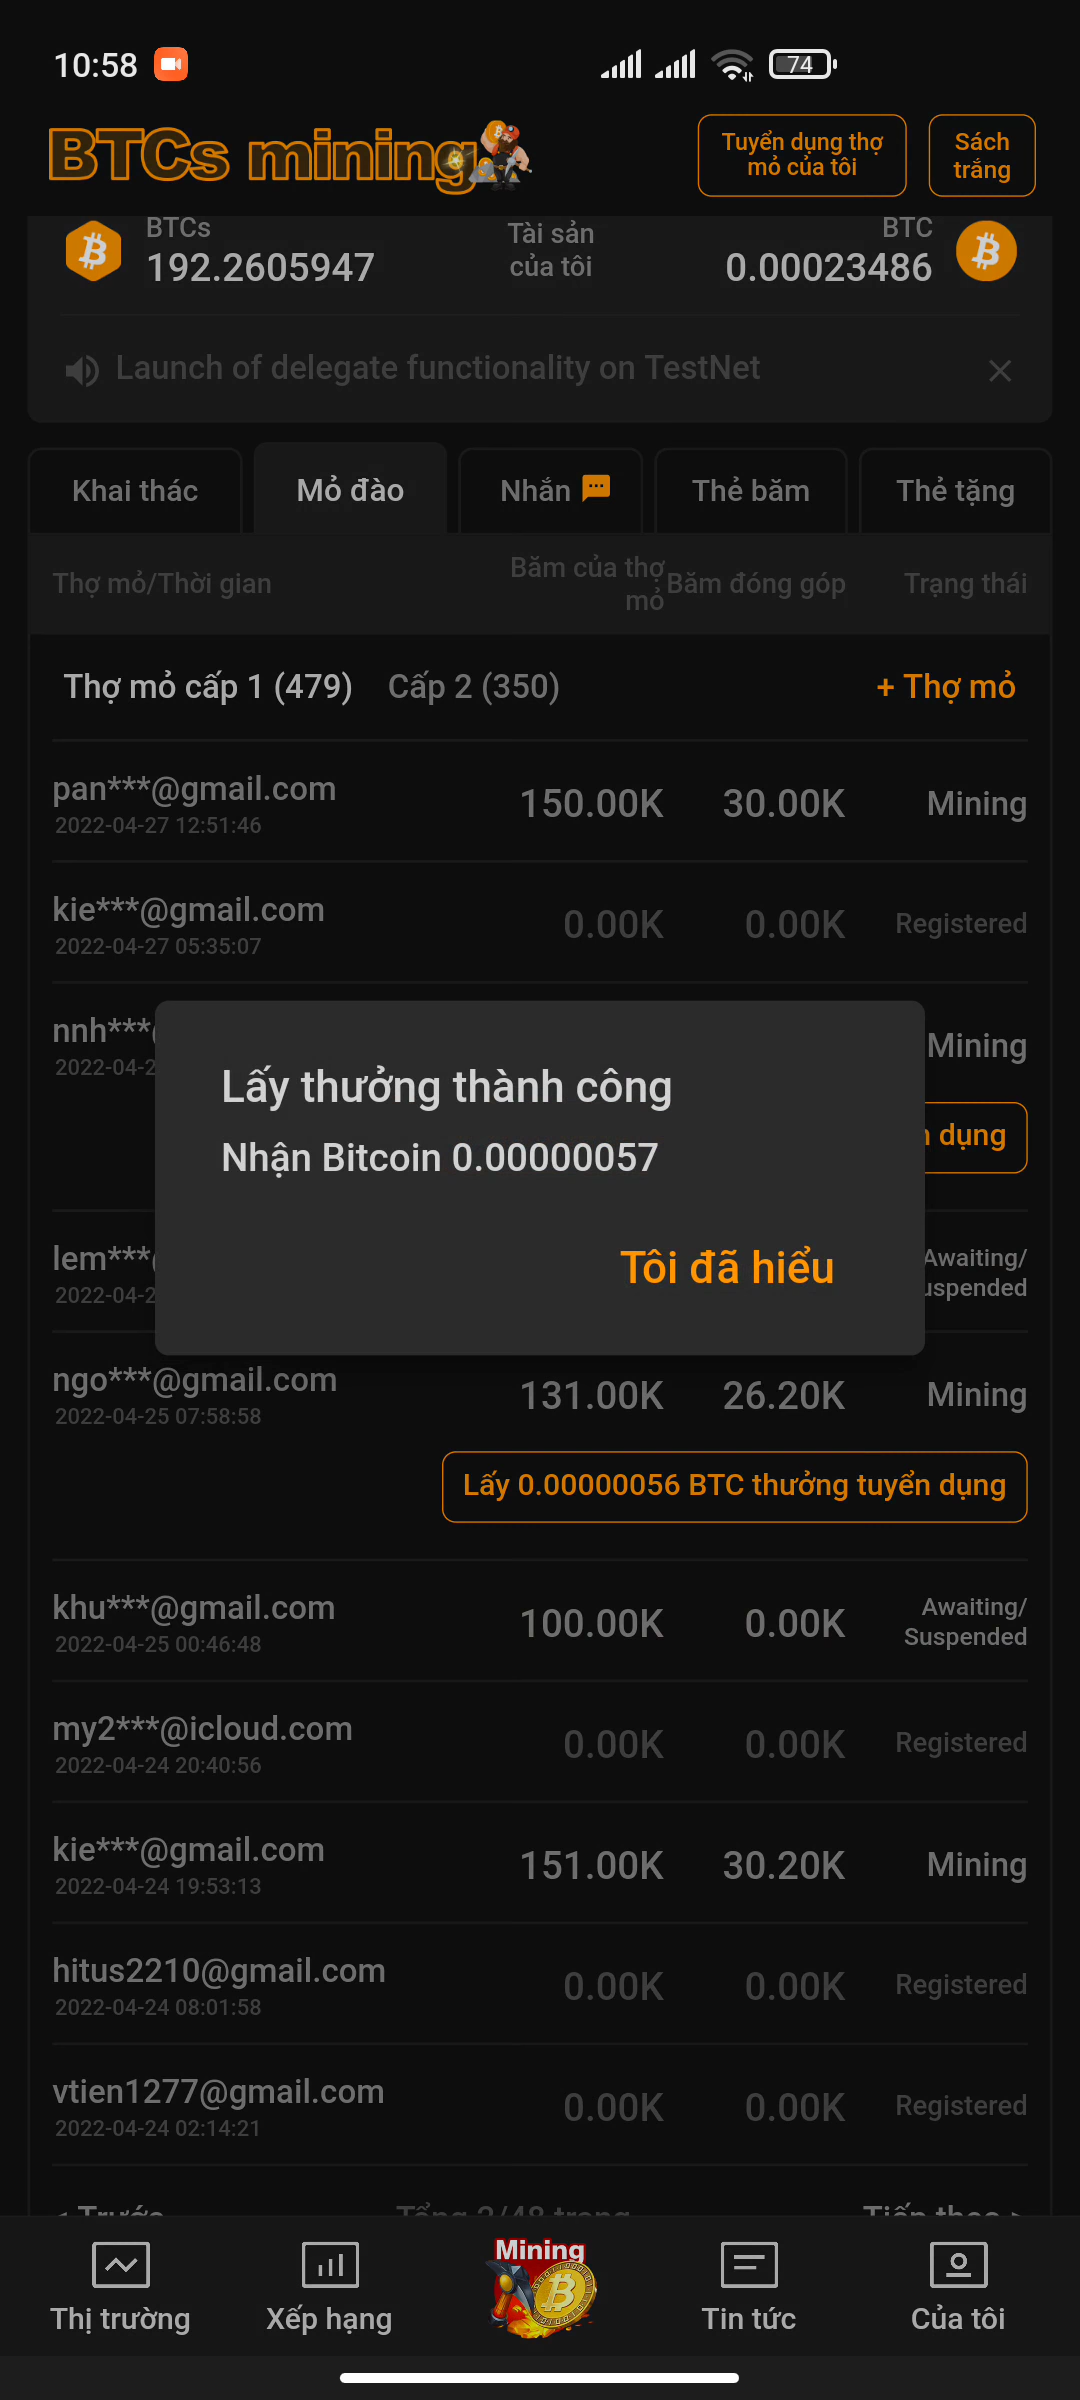 10:58
74
BTCs mining
Tuyển dụng thợ
mỏ của tôi
Sách
trắng
BTCs
192.2605947
Tài sản
của tôi
BTC
0.00023486
Launch of delegate functionality on TestNet
Khai thác
Mỏ đào
Nhắn
Thẻ băm
Thẻ tặng
Thợ mỏ/Thời gian
Băm của thợ
mỏ
Băm đóng góp
Trạng thái
Thợ mỏ cấp 1 (479)
Cấp 2 (350)
+ Thợ mỏ
pan***@gmail.com
2022-04-27 12:51:46
150.00K
30.00K
Mining
kie***@gmail.com
2022-04-27 05:35:07
0.00K
0.00K
Registered
nnh***
2022-04-2
Mining
dụng
Lấy thưởng thành công
Nhận Bitcoin 0.00000057
Tôi đã hiểu
lem***
2022-04-2
Awaiting/
uspended
ngo***@gmail.com
2022-04-25 07:58:58
131.00K
26.20K
Mining
Lấy 0.00000056 BTC thưởng tuyển dụng
khu***@gmail.com
2022-04-25 00:46:48
100.00K
0.00K
Awaiting/
Suspended
my2***@icloud.com
2022-04-24 20:40:56
0.00K
0.00K
Registered
kie***@gmail.com
2022-04-24 19:53:13
151.00K
30.20K
Mining
hitus2210@gmail.com
2022-04-24 08:01:58
0.00K
0.00K
Registered
vtien1277@gmail.com
2022-04-24 02:14:21
0.00K
0.00K
Registered
< Trước
Tổng 2/48 trang
Tiếp theo >
Thị trường
Xếp hạng
Mining
Tin tức
Của tôi